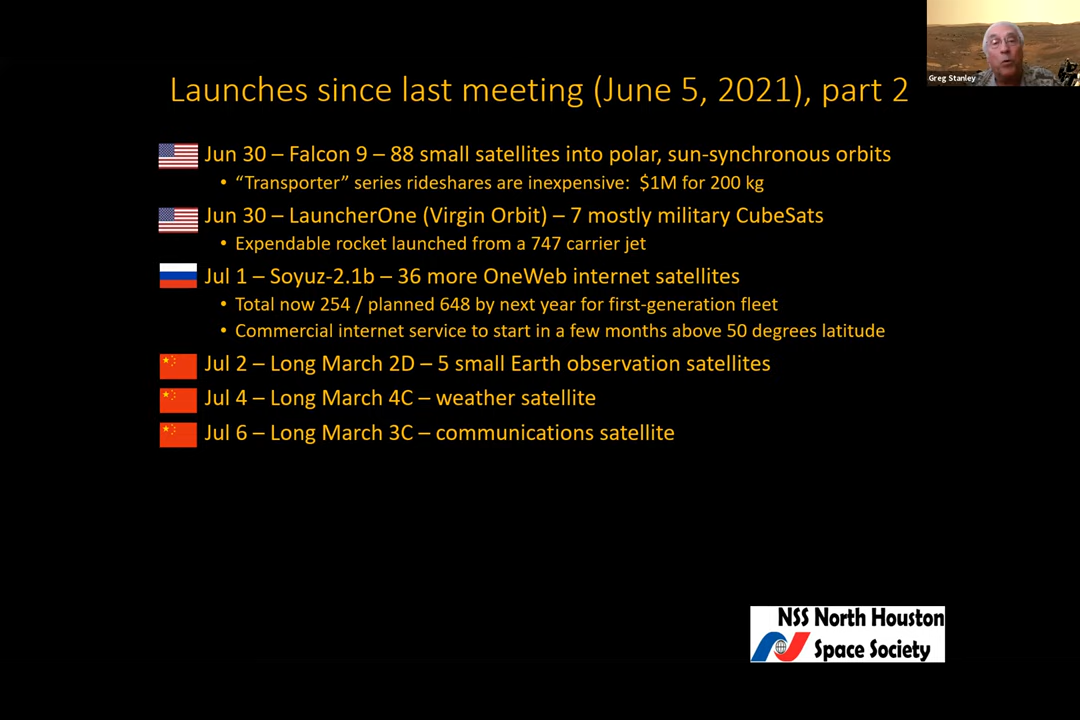 Greg Stanley
Launches since last meeting (June 5, 2021), part 2
Jun 30 – Falcon 9 – 88 small satellites into polar, sun-synchronous orbits
• “Transporter” series rideshares are inexpensive: $1M for 200 kg
Jun 30 – LauncherOne (Virgin Orbit) – 7 mostly military CubeSats
• Expendable rocket launched from a 747 carrier jet
Jul 1 – Soyuz-2.1b – 36 more OneWeb internet satellites
• Total now 254 / planned 648 by next year for first-generation fleet
• Commercial internet service to start in a few months above 50 degrees latitude
Jul 2 – Long March 2D – 5 small Earth observation satellites
Jul 4 – Long March 4C – weather satellite
Jul 6 – Long March 3C – communications satellite
NSS North Houston
Space Society